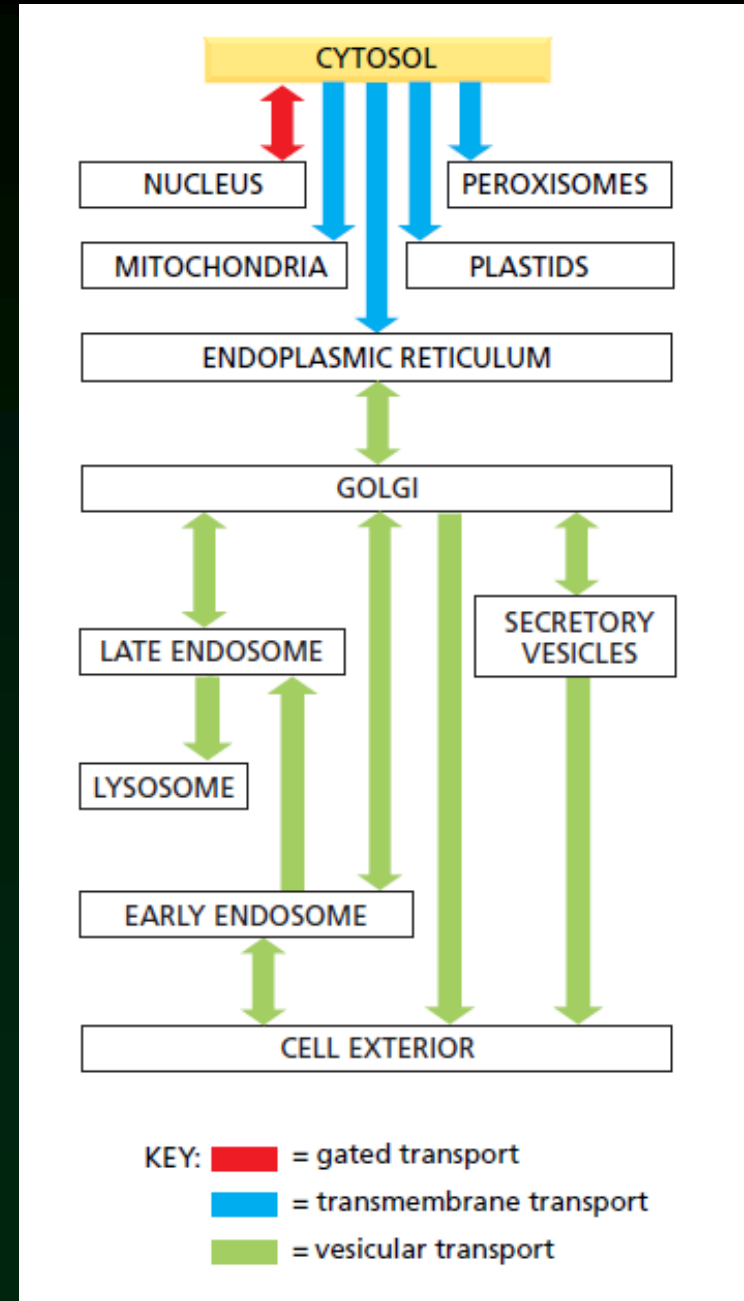 CYTOSOL
NUCLEUS
PEROXISOMES
MITOCHONDRIA
PLASTIDS
ENDOPLASMIC RETICULUM
GOLGI
LATE ENDOSOME
SECRETORY
VESICLES
LYSOSOME
EARLY ENDOSOME
CELL EXTERIOR
KEY: = gated transport
= transmembrane transport
= vesicular transport